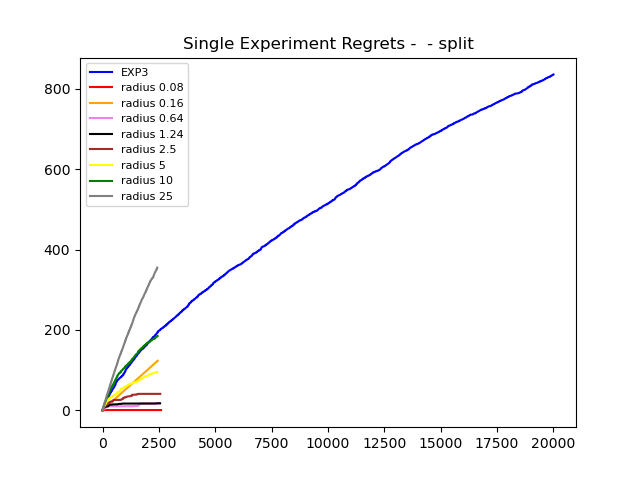 Single Experiment Regrets -  - split
EXP3
radius 0.08
radius 0.16
radius 0.64
radius 1.24
radius 2.5
radius 5
radius 10
radius 25
800
600
400
200
0
0 2500 5000 7500 10000 12500 15000 17500 20000